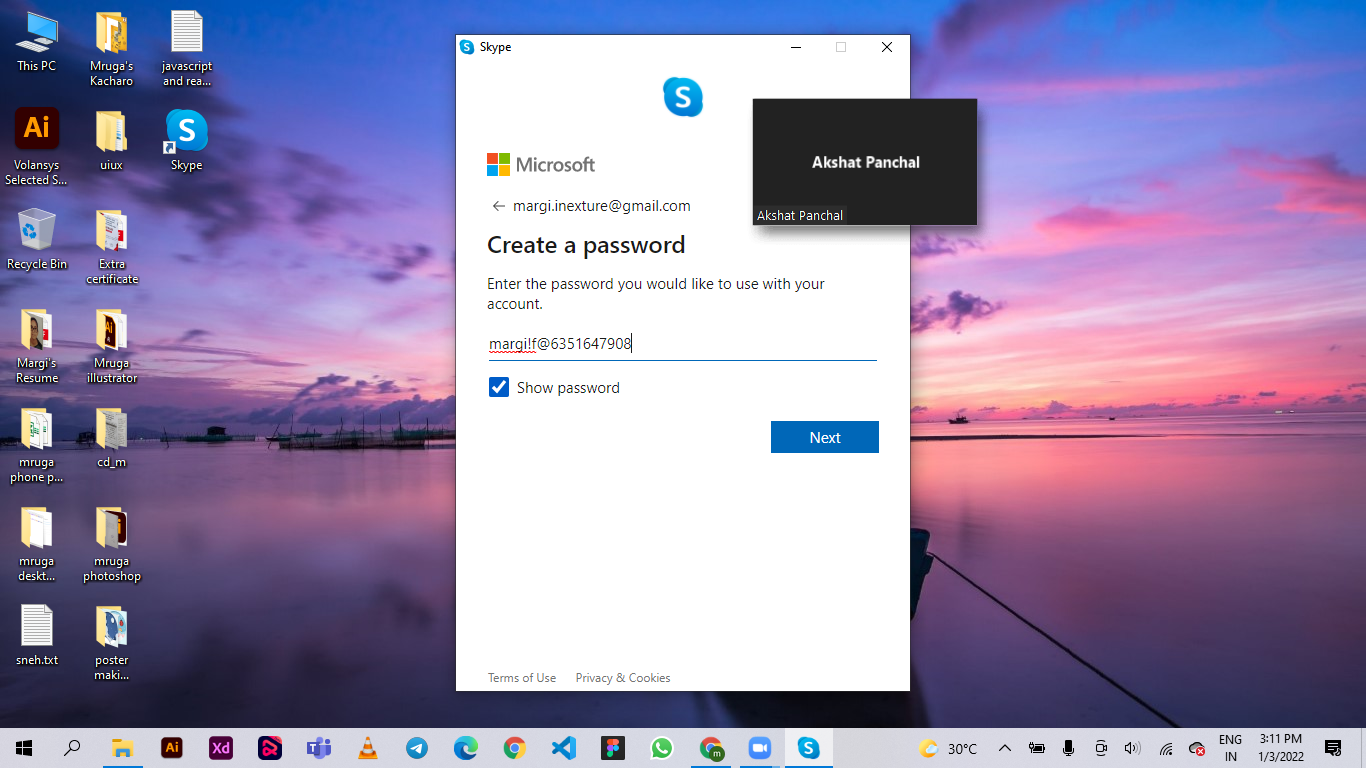 This PC
Mruga's
Kacharo
javascript
and rea...
Ai
Volansys
Selected S...
uiux
Skype
Recycle Bin
Extra
certificate
Margi's
Resume
Mruga
illustrator
mruga
phone p...
cd_m
mruga
deskt...
mruga
photoshop
sneh.txt
poster
maki...
Skype
Microsoft
margi.inexture@gmail.com
Create a password
Enter the password you would like to use with your
account.
margi!f@6351647908
Show password
Next
Terms of Use Privacy & Cookies
Akshat Panchal
Akshat Panchal
Ai Xd
m
30°C
ENG
IN
3:11 PM
1/3/2022